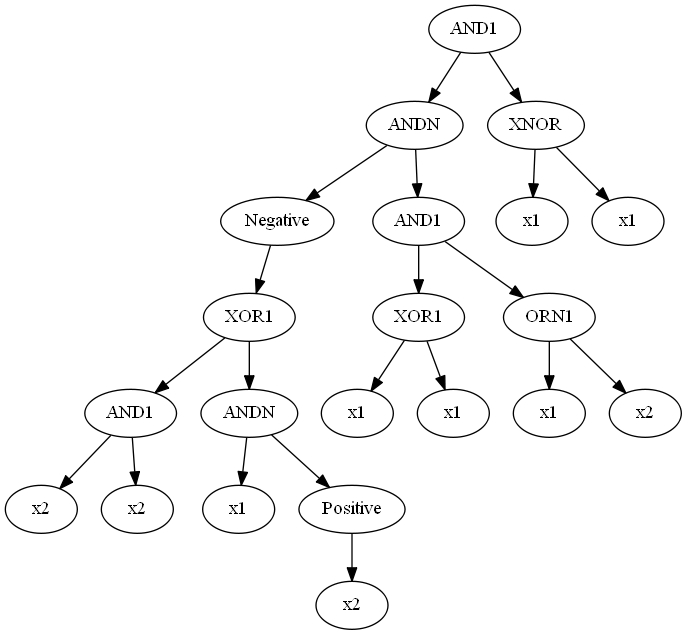 AND1
ANDN XNOR
Negative AND1 x1 x1
XOR1 XOR1 ORN1
AND1 ANDN x1 x1 x1 x2
x2 x2 x1 Positive
x2